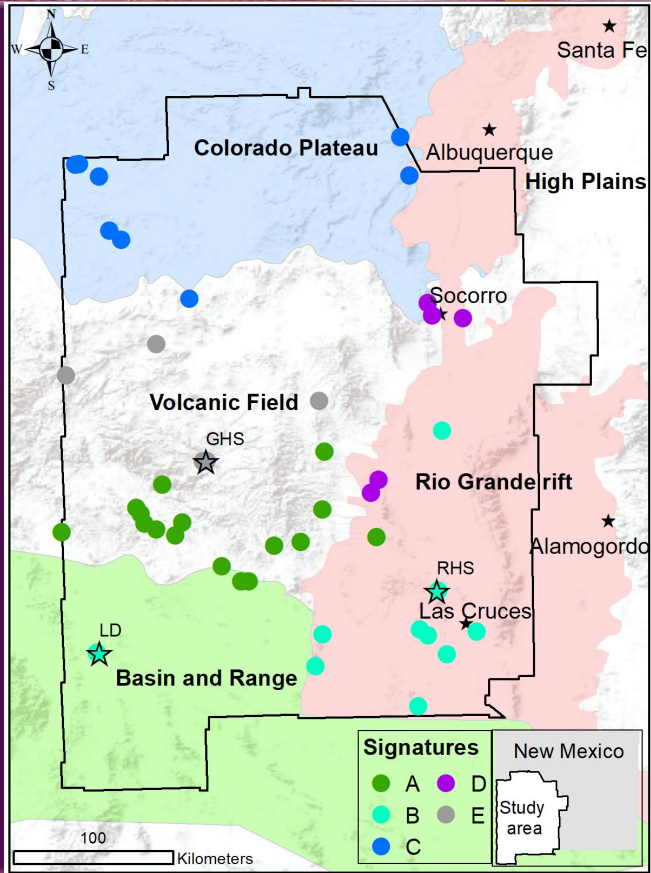 N
W E
S
Santa Fe
Colorado Plateau
Albuquerque
High Plains
Socorro
Volcanic Field
GHS
Rio Grande rift
Alamogordo
RHS
Las Cruces
LD
Basin and Range
Signatures
A D
B E
C
New Mexico
Study
area
100
Kilometers